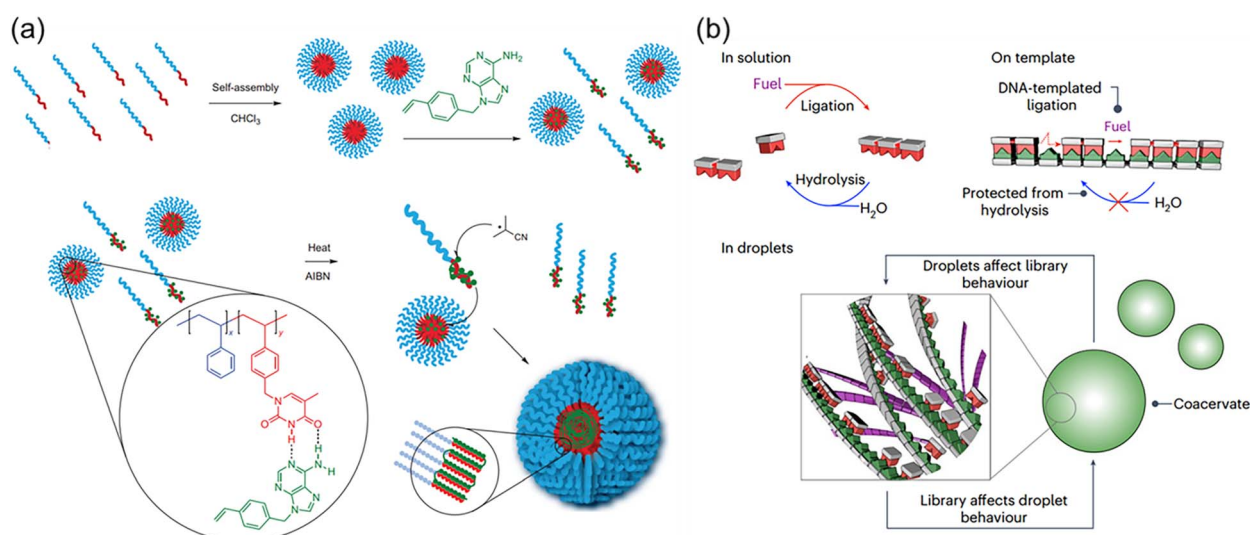 (a)
Self-assembly
CHCl3
NH2
N
N
N
N
Heat
AIBN
CN
x
y
N
O
N
O
H
H
N
N
H
N
N
N
(b)
In solution
Fuel
Ligation
Hydrolysis
H2O
On template
DNA-templated
ligation
Fuel
Protected from
hydrolysis
H2O
In droplets
Droplets affect library
behaviour
Coacervate
Library affects droplet
behaviour